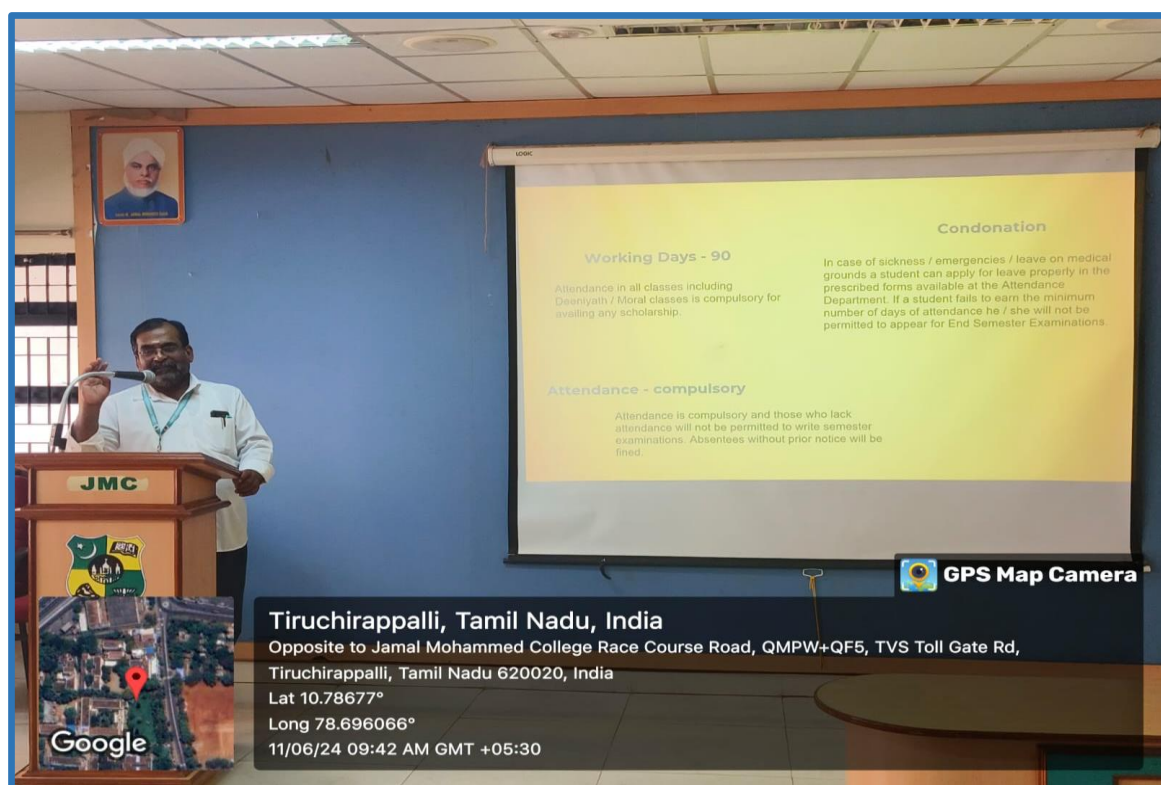 LOGIC
Condonation
In case of sickness / emergencies / leave on medical
grounds a student can apply for leave property in the
prescribed forms available at the Attendance
Department. If a student fails to earn the minimum
number of days of attendance he / she will not be
permitted to appear for End Semester Examinations.
Working Days - 90
Attendance in all classes including
Deeniyath / Moral classes is compulsory for
availing any scholarship.
Attendance - compulsory
Attendance is compulsory and those who lack
attendance will not be permitted to write semester
examinations. Absentees without prior notice will be
fined.
JMC
GPS Map Camera
Tiruchirappalli, Tamil Nadu, India
Opposite to Jamal Mohammed College Race Course Road, QMPW+QF5, TVS Toll Gate Rd,
Tiruchirappalli, Tamil Nadu 620020, India
Lat 10.78677°
Long 78.696066°
11/06/24 09:42 AM GMT +05:30
Google